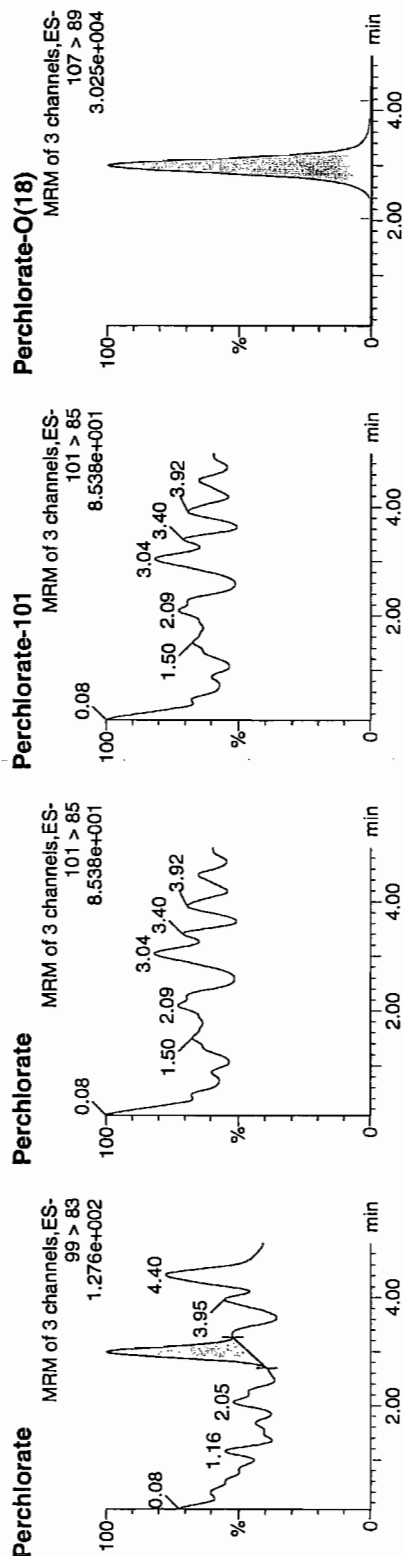 Perchlorate
MRM of 3 channels,ES-
99 > 83
1.276e+002
100
%
0
0.08
1.16
2.05
3.95
4.40
2.00
4.00
min
Perchlorate
MRM of 3 channels,ES-
101 > 85
8.538e+001
100
%
0
0.08
1.50
2.09
3.04
3.40
3.92
2.00
4.00
min
Perchlorate-101
MRM of 3 channels,ES-
101 > 85
8.538e+001
100
%
0
0.08
1.50
2.09
3.04
3.40
3.92
2.00
4.00
min
Perchlorate-O(18)
MRM of 3 channels,ES-
107 > 89
3.025e+004
100
%
0
2.00
4.00
min